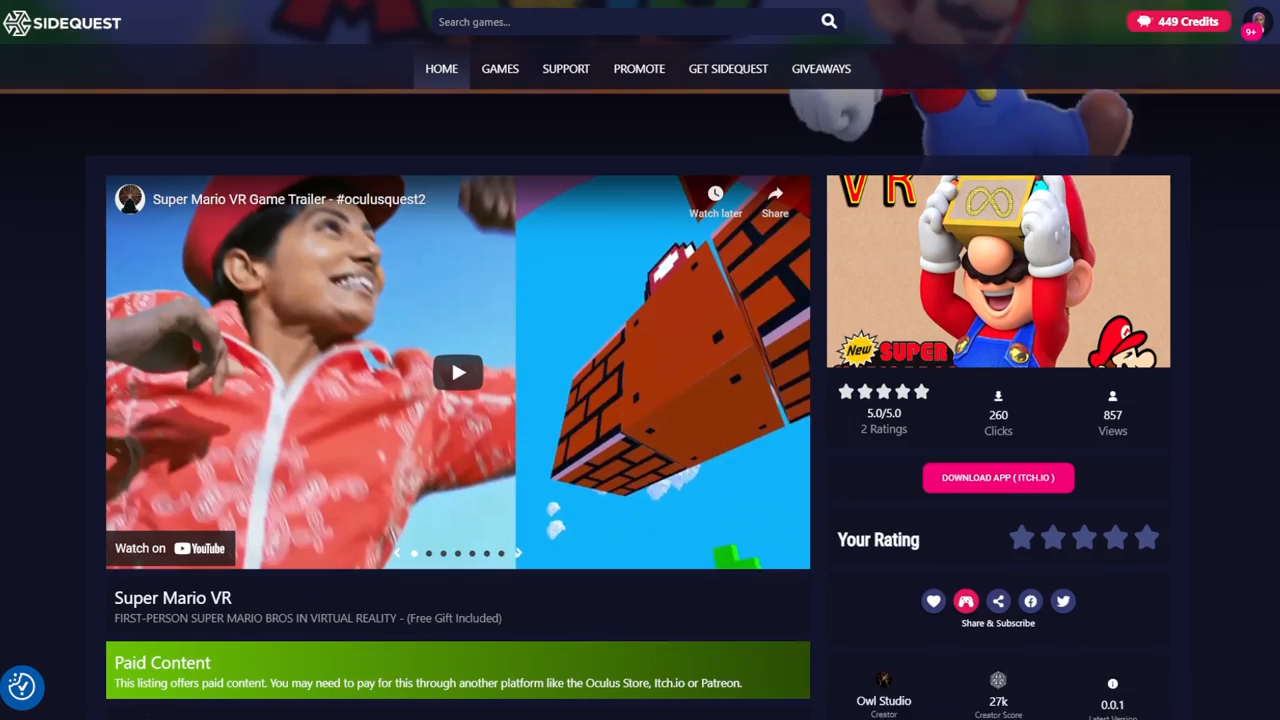 SIDEQUEST
Search games...
449 Credits
9+
HOME
GAMES
SUPPORT
PROMOTE
GET SIDEQUEST
GIVEAWAYS
Super Mario VR Game Trailer - #oculusquest2
Watch later
Share
Watch on YouTube
VR
New SUPER
5.0/5.0
2 Ratings
260
Clicks
857
Views
DOWNLOAD APP ( ITCH.IO )
Your Rating
Share & Subscribe
Super Mario VR
FIRST-PERSON SUPER MARIO BROS IN VIRTUAL REALITY - (Free Gift Included)
Paid Content
This listing offers paid content. You may need to pay for this through another platform like the Oculus Store, Itch.io or Patreon.
Owl Studio
Creator
27k
Creator Score
0.0.1
Latest Version